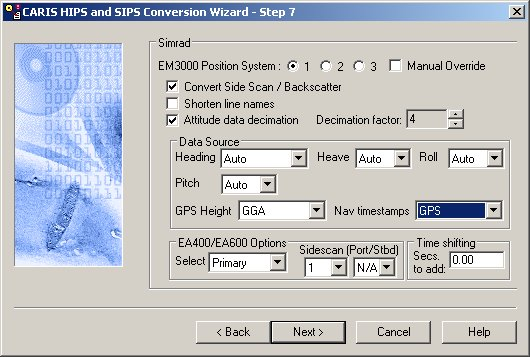 CARIS HIPS and SIPS Conversion Wizard - Step 7
Simrad
EM3000 Position System : 1 2 3 Manual Override
Convert Side Scan / Backscatter
Shorten line names
Attitude data decimation Decimation factor: 4
Data Source
Heading Auto Heave Auto Roll Auto
Pitch Auto
GPS Height GGA Nav timestamps GPS
EA400/EA600 Options
Select Primary
Sidescan (Port/Stbd)
1 N/A
Time shifting
Secs. to add: 0.00
< Back Next > Cancel Help